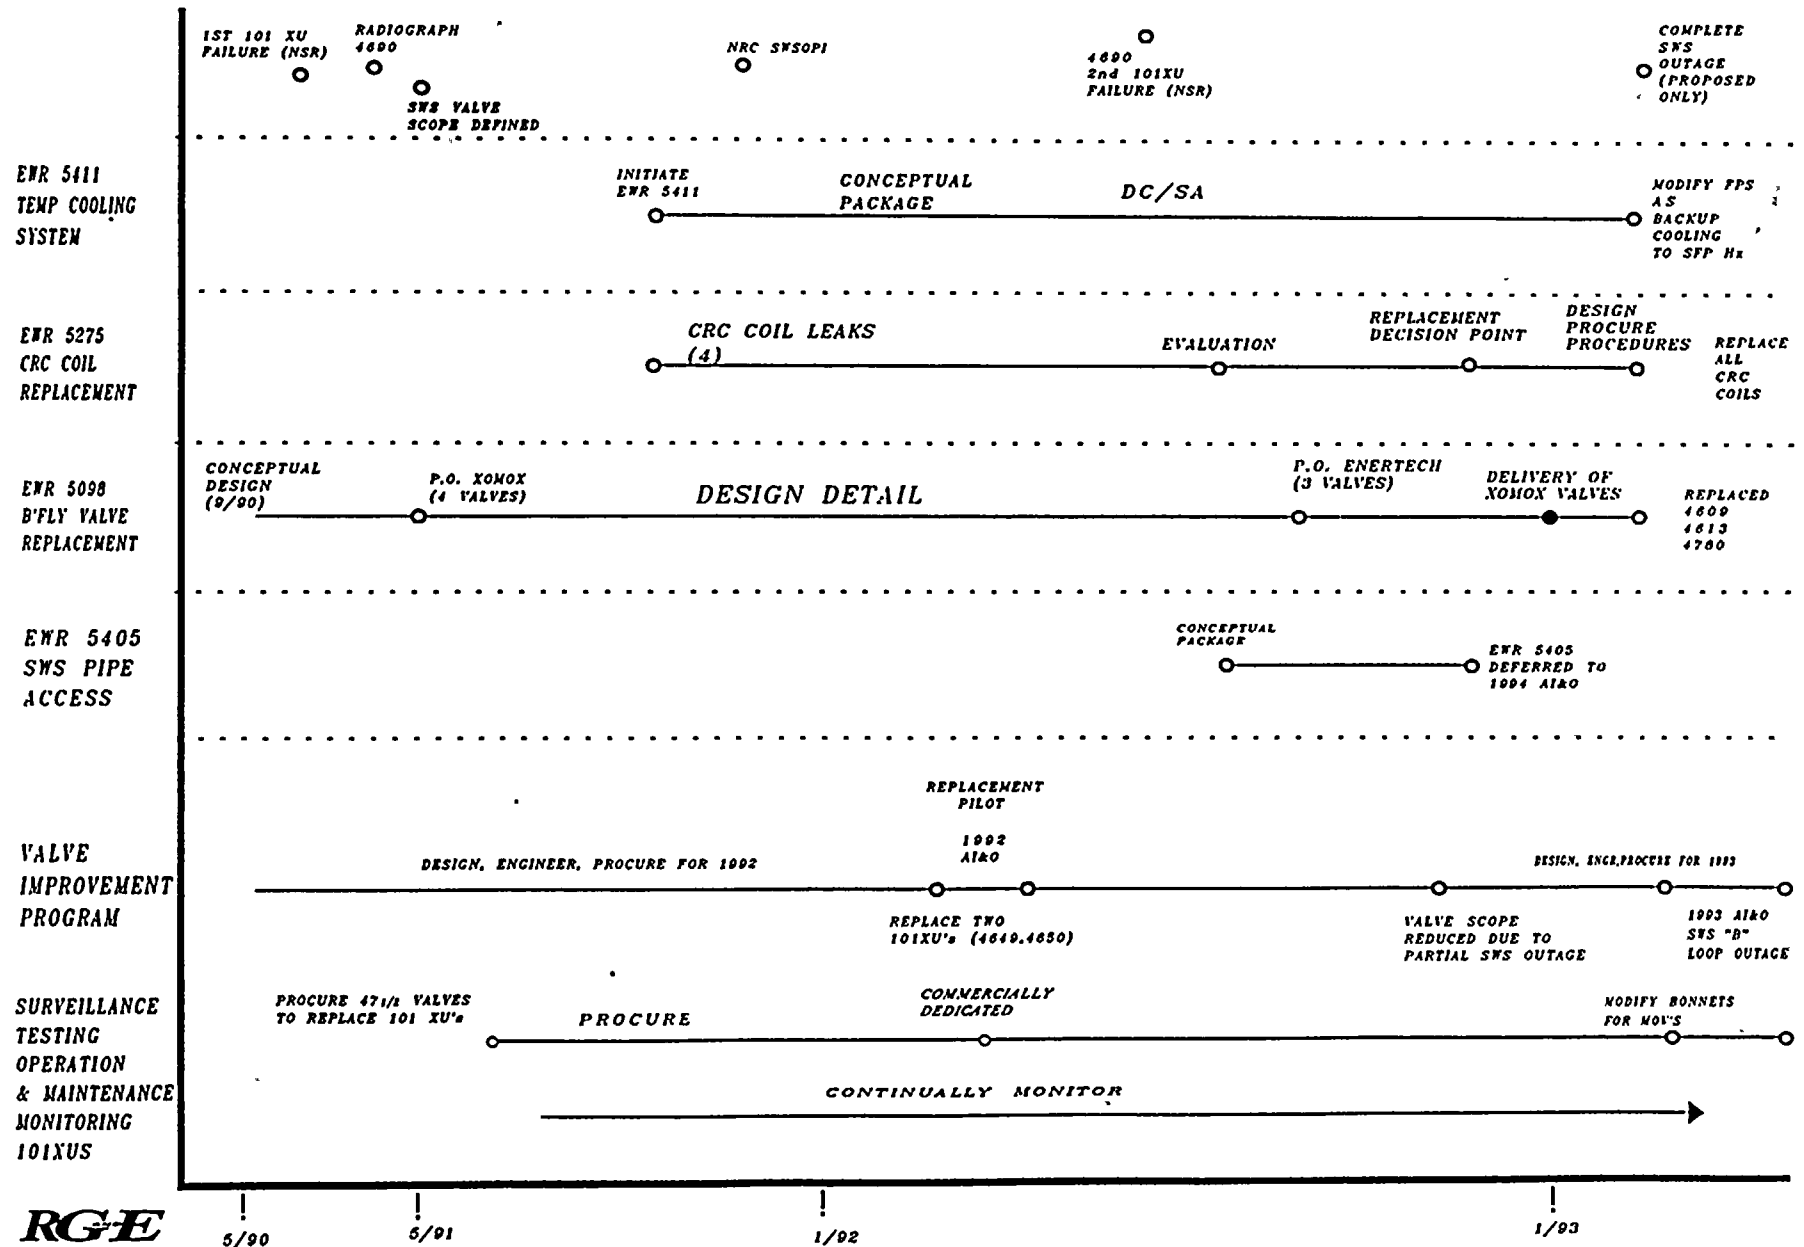 1ST 101 XU
FAILURE (NSR)
RADIOGRAPH
4690
SWS VALVE
SCOPE DEFINED
NRC SWSOPI
4690
2nd 101XU
FAILURE (NSR)
COMPLETE
SWS
OUTAGE
(PROPOSED
ONLY)
EWR 5411
TEMP COOLING
SYSTEM
INITIATE
EWR 5411
CONCEPTUAL
PACKAGE
DC/SA
MODIFY FPS
AS
BACKUP
COOLING
TO SFP Hx
EWR 5275
CRC COIL
REPLACEMENT
CRC COIL LEAKS
(4)
EVALUATION
REPLACEMENT
DECISION POINT
DESIGN
PROCURE
PROCEDURES
REPLACE
ALL
CRC
COILS
EWR 5098
B'FLY VALVE
REPLACEMENT
CONCEPTUAL
DESIGN
(9/90)
P.O. XOMOX
(4 VALVES)
DESIGN DETAIL
P.O. ENERTECH
(3 VALVES)
DELIVERY OF
XOMOX VALVES
REPLACED
4609
4613
4780
EWR 5405
SWS PIPE
ACCESS
CONCEPTUAL
PACKAGE
EWR 5405
DEFERRED TO
1994 AI&O
VALVE
IMPROVEMENT
PROGRAM
DESIGN, ENGINEER, PROCURE FOR 1992
REPLACEMENT
PILOT
1992
AI&O
REPLACE TWO
101XU's (4649,4650)
VALVE SCOPE
REDUCED DUE TO
PARTIAL SWS OUTAGE
DESIGN, ENGR,PROCURE FOR 1993
1993 AI&O
SWS "B"
LOOP OUTAGE
SURVEILLANCE
TESTING
OPERATION
& MAINTENANCE
MONITORING
101XUS
PROCURE 471/2 VALVES
TO REPLACE 101 XU's
PROCURE
COMMERCIALLY
DEDICATED
MODIFY BONNETS
FOR MOV'S
CONTINUALLY MONITOR
RG&E
5/90
5/91
1/92
1/93